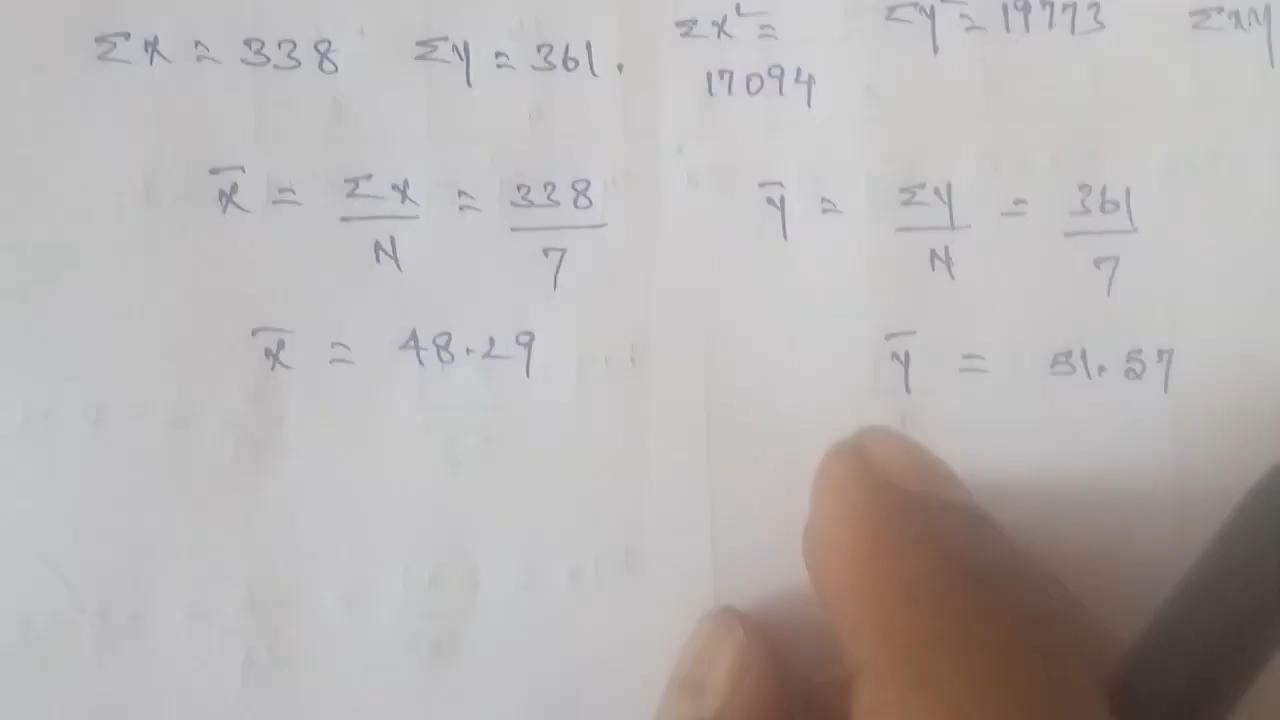 Σx = 338 Σy = 361. Σx² = 17094 Σy² = 19773 Σxy
x̄ = Σx/N = 338/7 ȳ = Σy/N = 361/7
x̄ = 48.29 ȳ = 51.57